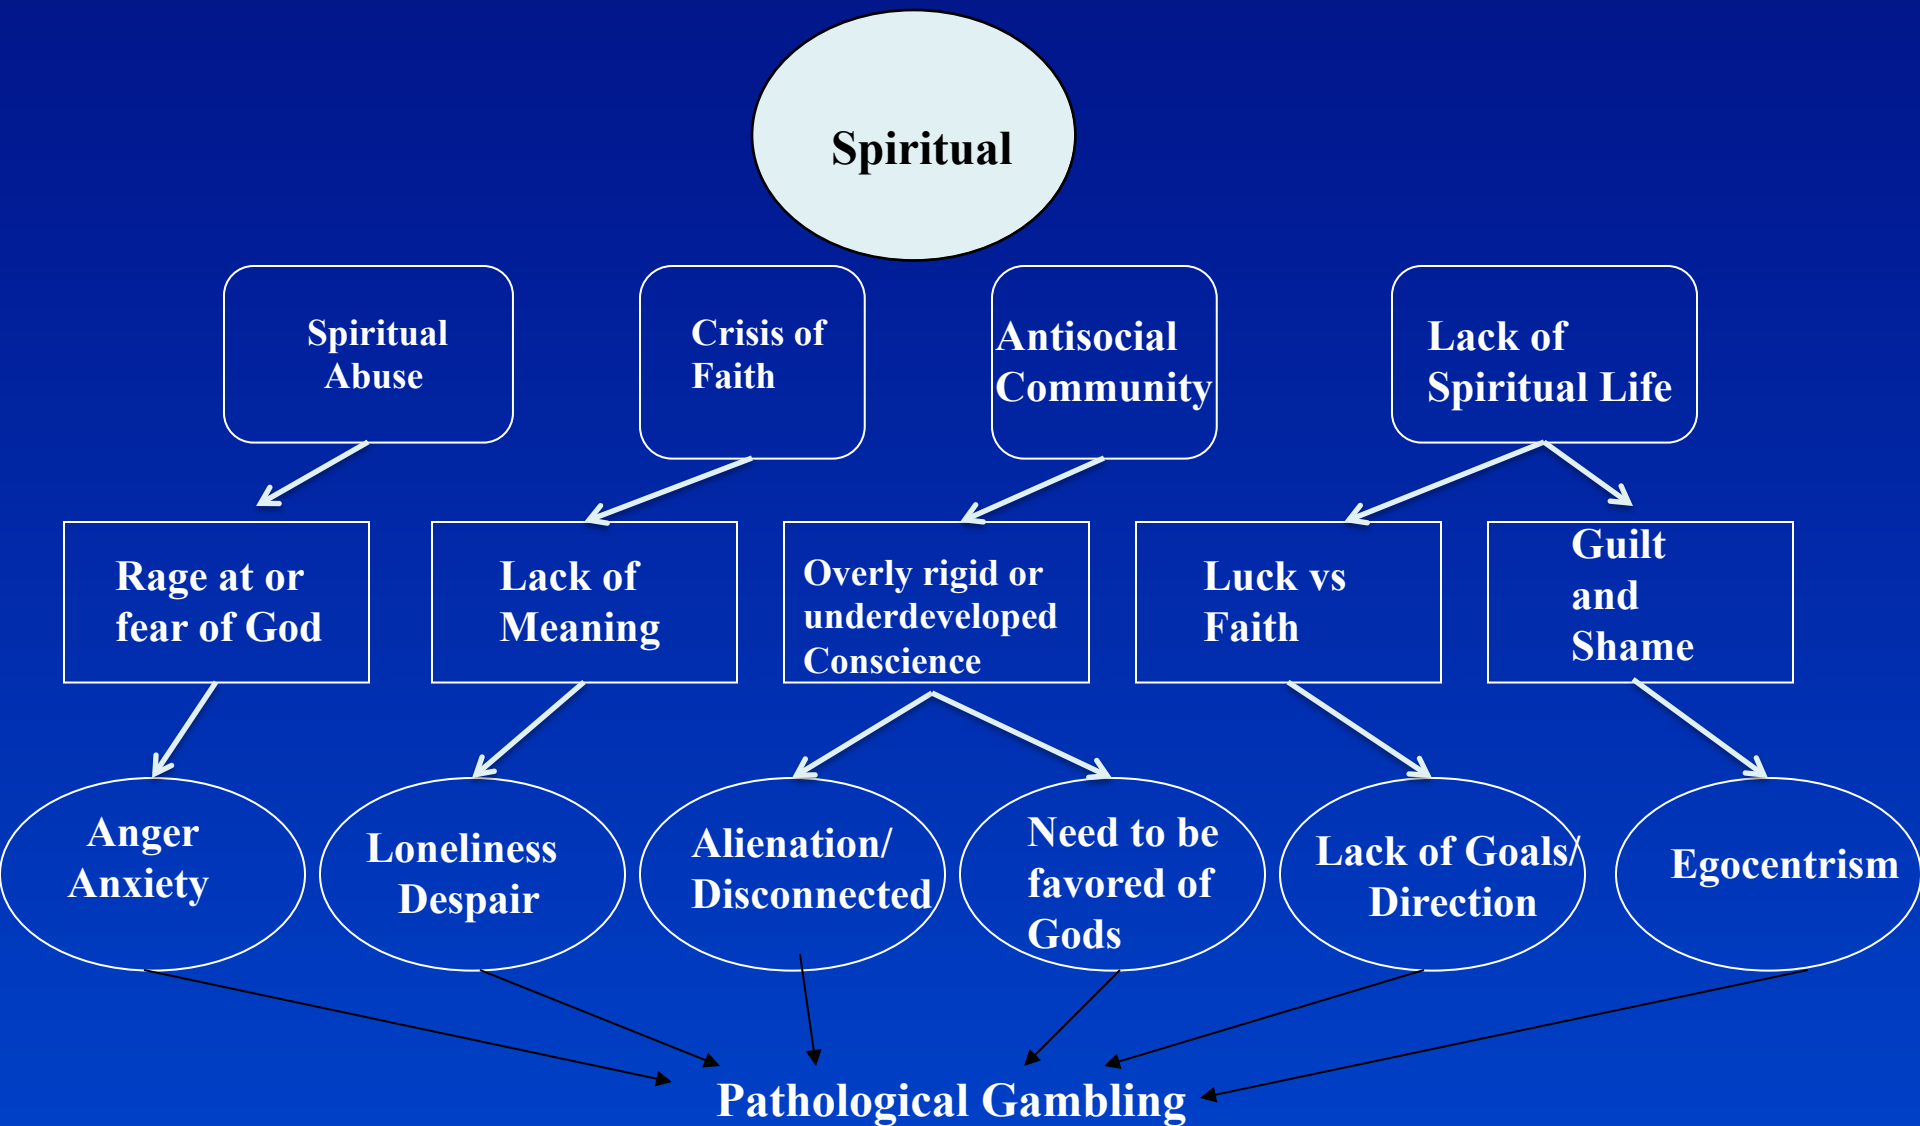 Spiritual
Spiritual
Abuse
Crisis of
Faith
Antisocial
Community
Lack of
Spiritual Life
Rage at or
fear of God
Lack of
Meaning
Overly rigid or
underdeveloped
Conscience
Luck vs
Faith
Guilt
and
Shame
Anger
Anxiety
Loneliness
Despair
Alienation/
Disconnected
Need to be
favored of
Gods
Lack of Goals/
Direction
Egocentrism
Pathological Gambling